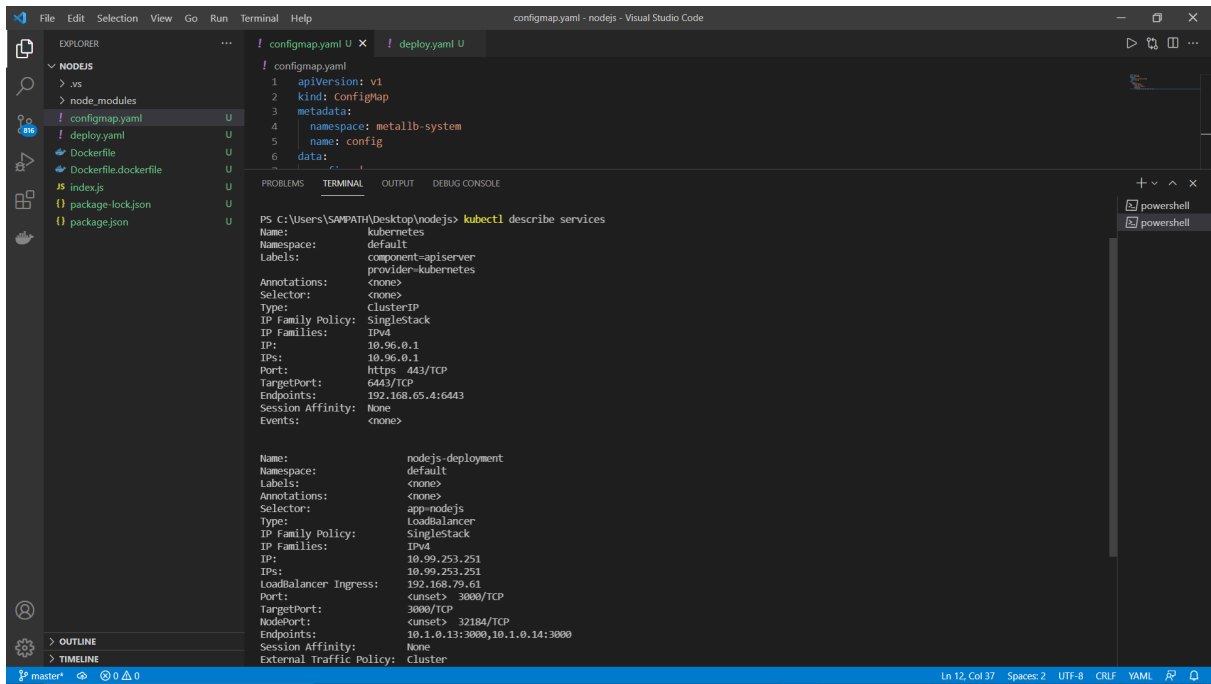 File Edit Selection View Go Run Terminal Help configmap.yaml - nodejs - Visual Studio Code
EXPLORER
NODEJS
.vs
node_modules
! configmap.yaml U
! deploy.yaml U
Dockerfile U
Dockerfile.dockerfile U
JS index.js U
{} package-lock.json U
{} package.json U
816
OUTLINE
TIMELINE
! configmap.yaml U ! deploy.yaml U
! configmap.yaml
1 apiVersion: v1
2 kind: ConfigMap
3 metadata:
4 namespace: metallb-system
5 name: config
6 data:
PROBLEMS TERMINAL OUTPUT DEBUG CONSOLE
powershell
powershell
PS C:\Users\SAMPATH\Desktop\nodejs> kubectl describe services
Name: kubernetes
Namespace: default
Labels: component=apiserver
provider=kubernetes
Annotations: <none>
Selector: <none>
Type: ClusterIP
IP Family Policy: SingleStack
IP Families: IPv4
IP: 10.96.0.1
IPs: 10.96.0.1
Port: https 443/TCP
TargetPort: 6443/TCP
Endpoints: 192.168.65.4:6443
Session Affinity: None
Events: <none>
Name: nodejs-deployment
Namespace: default
Labels: <none>
Annotations: <none>
Selector: app=nodejs
Type: LoadBalancer
IP Family Policy: SingleStack
IP Families: IPv4
IP: 10.99.253.251
IPs: 10.99.253.251
LoadBalancer Ingress: 192.168.79.61
Port: <unset> 3000/TCP
TargetPort: 3000/TCP
NodePort: <unset> 32184/TCP
Endpoints: 10.1.0.13:3000,10.1.0.14:3000
Session Affinity: None
External Traffic Policy: Cluster
master* 0 0 Ln 12, Col 37 Spaces: 2 UTF-8 CRLF YAML